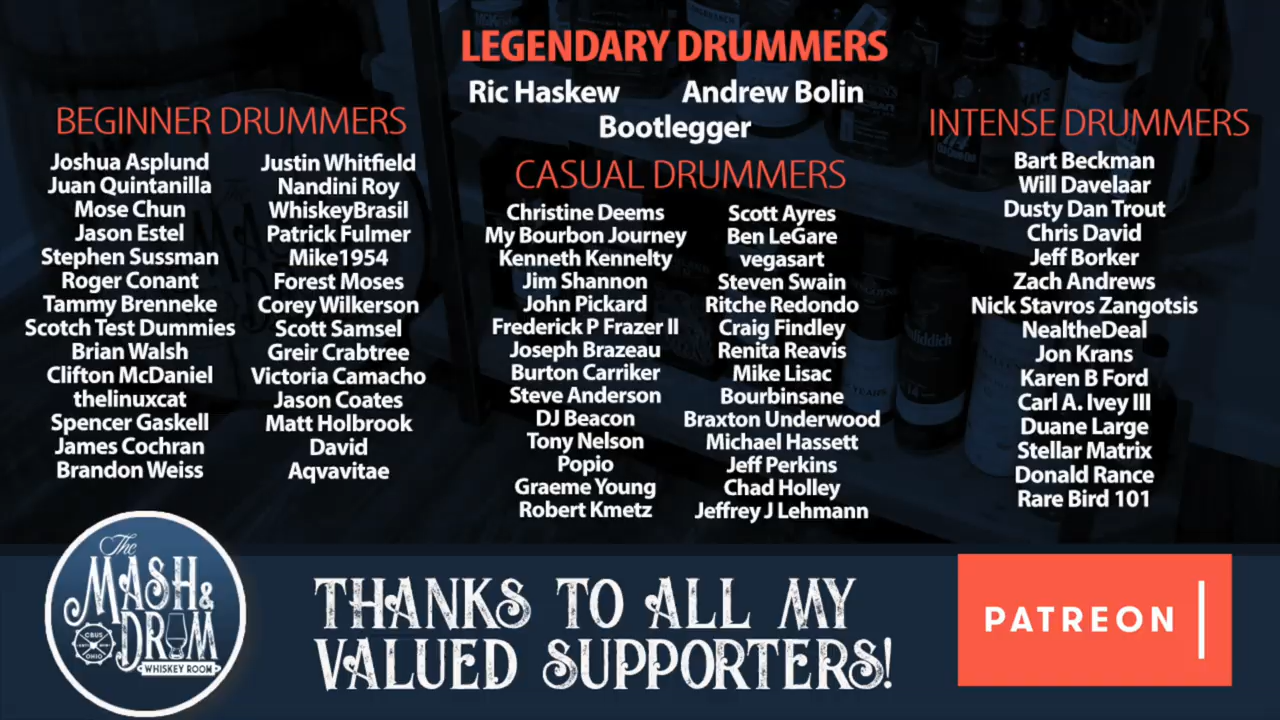 LEGENDARY DRUMMERS
Ric Haskew
Andrew Bolin
Bootlegger
BEGINNER DRUMMERS
Joshua Asplund
Juan Quintanilla
Mose Chun
Jason Estel
Stephen Sussman
Roger Conant
Tammy Brenneke
Scotch Test Dummies
Brian Walsh
Clifton McDaniel
thelinuxcat
Spencer Gaskell
James Cochran
Brandon Weiss
Justin Whitfield
Nandini Roy
WhiskeyBrasil
Patrick Fulmer
Mike1954
Forest Moses
Corey Wilkerson
Scott Samsel
Greir Crabtree
Victoria Camacho
Jason Coates
Matt Holbrook
David
Aqvavitae
CASUAL DRUMMERS
Christine Deems
My Bourbon Journey
Kenneth Kennelty
Jim Shannon
John Pickard
Frederick P Frazer II
Joseph Brazeau
Burton Carriker
Steve Anderson
DJ Beacon
Tony Nelson
Popio
Graeme Young
Robert Kmetz
Scott Ayres
Ben LeGare
vegasart
Steven Swain
Ritche Redondo
Craig Findley
Renita Reavis
Mike Lisac
Bourbinsane
Braxton Underwood
Michael Hassett
Jeff Perkins
Chad Holley
Jeffrey J Lehmann
INTENSE DRUMMERS
Bart Beckman
Will Davelaar
Dusty Dan Trout
Chris David
Jeff Borker
Zach Andrews
Nick Stavros Zangotsis
NealtheDeal
Jon Krans
Karen B Ford
Carl A. Ivey III
Duane Large
Stellar Matrix
Donald Rance
Rare Bird 101
The
MASH &
DRUM
CBUS
OHIO
WHISKEY ROOM
THANKS TO ALL MY
VALUED SUPPORTERS!
PATREON